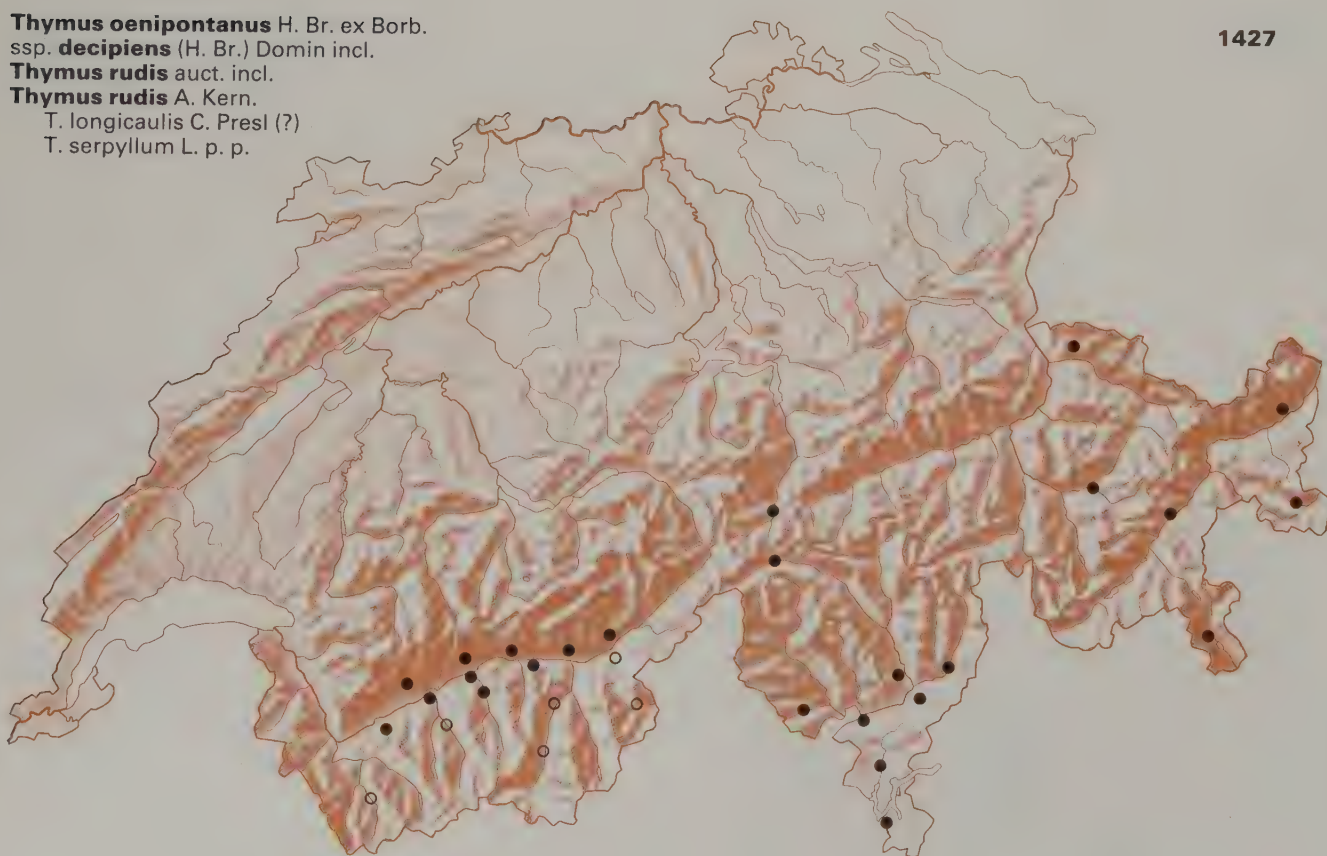 Thymus oenipontanus H. Br. ex Borb.
ssp. decipiens (H. Br.) Domin incl.
Thymus rudis auct. incl.
Thymus rudis A. Kern.
T. longicaulis C. Presl (?)
T. serpyllum L. p. p.
1427